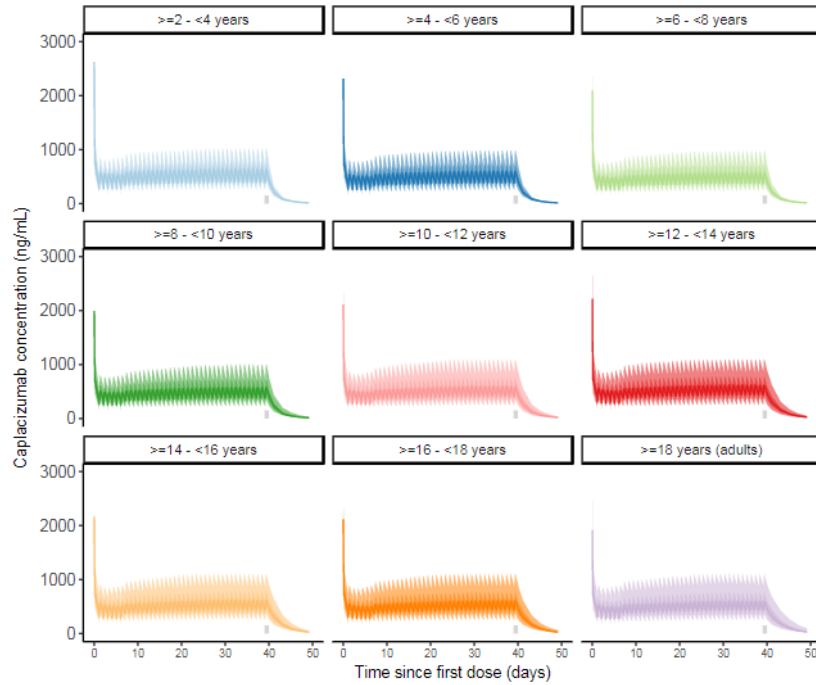 >=2 - <4 years
>=4 - <6 years
>=6 - <8 years
3000
2000
1000
0
>=8 - <10 years
>=10 - <12 years
>=12 - <14 years
Caplacizumab concentration (ng/mL)
3000
2000
1000
0
>=14 - <16 years
>=16 - <18 years
>=18 years (adults)
3000
2000
1000
0
0 10 20 30 40 50 0 10 20 30 40 50 0 10 20 30 40 50
Time since first dose (days)